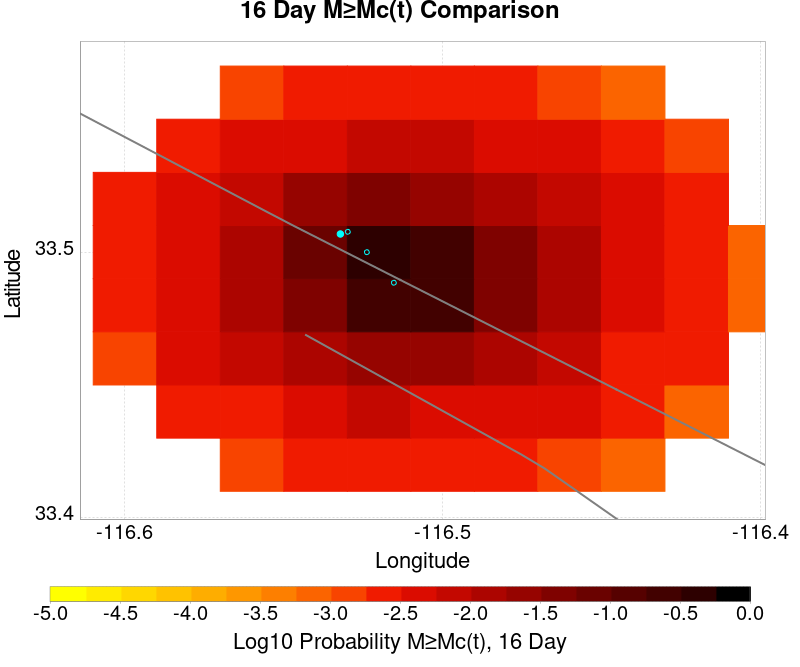 16 Day M≥Mc(t) Comparison
Latitude
33.5
33.4
-116.6 -116.5 -116.4
Longitude
-5.0 -4.5 -4.0 -3.5 -3.0 -2.5 -2.0 -1.5 -1.0 -0.5 0.0
Log10 Probability M≥Mc(t), 16 Day